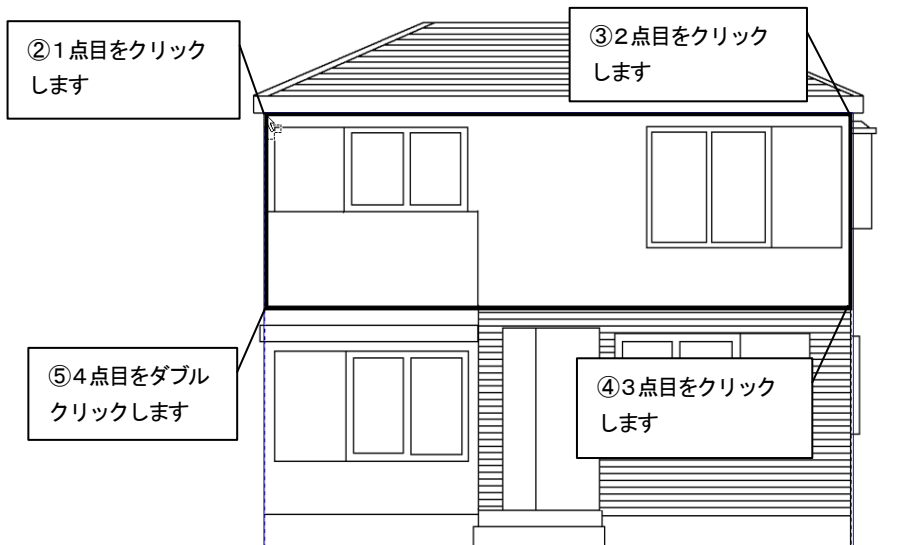 ②１点目をクリック
します
③２点目をクリック
します
④３点目をクリック
します
⑤４点目をダブル
クリックします